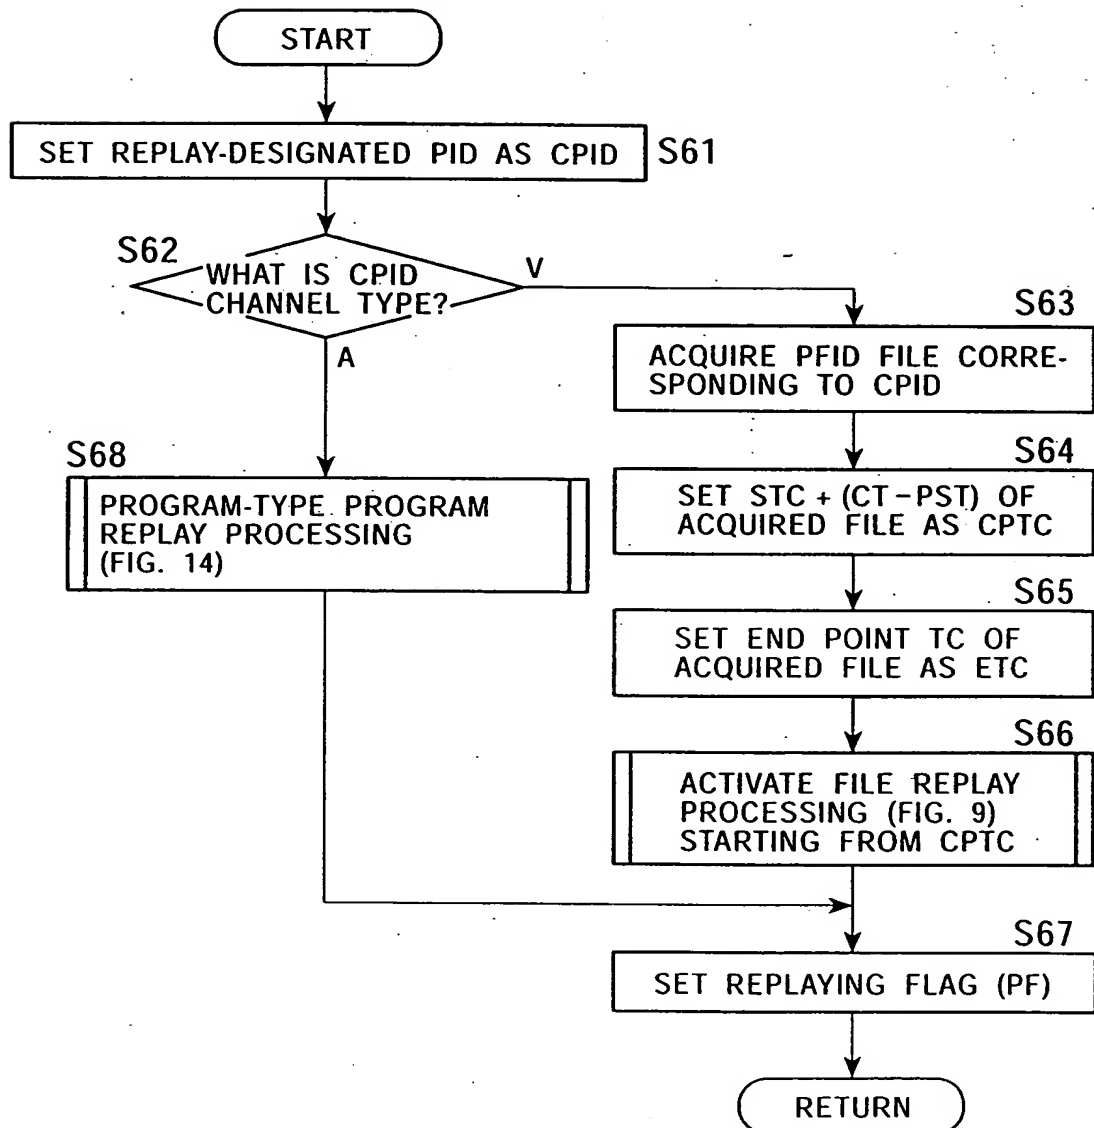 START
SET REPLAY-DESIGNATED PID AS CPID
S61
S62
WHAT IS CPID
CHANNEL TYPE?
V
A
S63
ACQUIRE PFID FILE CORRE-
SPONDING TO CPID
S64
SET STC + (CT – PST) OF
ACQUIRED FILE AS CPTC
S65
SET END POINT TC OF
ACQUIRED FILE AS ETC
S66
ACTIVATE FILE REPLAY
PROCESSING (FIG. 9)
STARTING FROM CPTC
S68
PROGRAM-TYPE PROGRAM
REPLAY PROCESSING
(FIG. 14)
S67
SET REPLAYING FLAG (PF)
RETURN